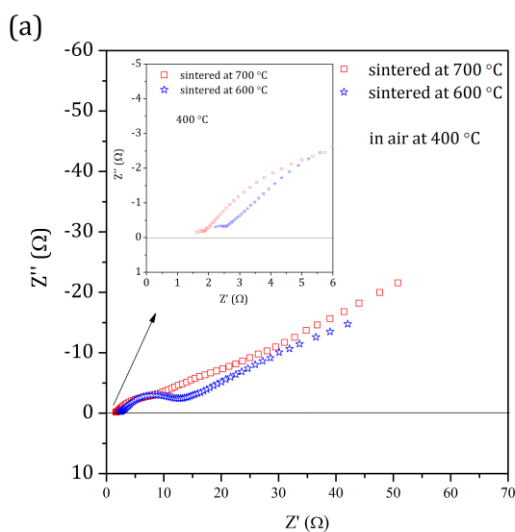 (a)
-60
-50
-40
-30
-20
-10
0
10
Z'' (Ω)
0 10 20 30 40 50 60 70
Z' (Ω)
sintered at 700 °C
sintered at 600 °C
in air at 400 °C
-5
-4
-3
-2
-1
0
1
Z'' (Ω)
0 1 2 3 4 5 6
Z' (Ω)
sintered at 700 °C
sintered at 600 °C
400 °C